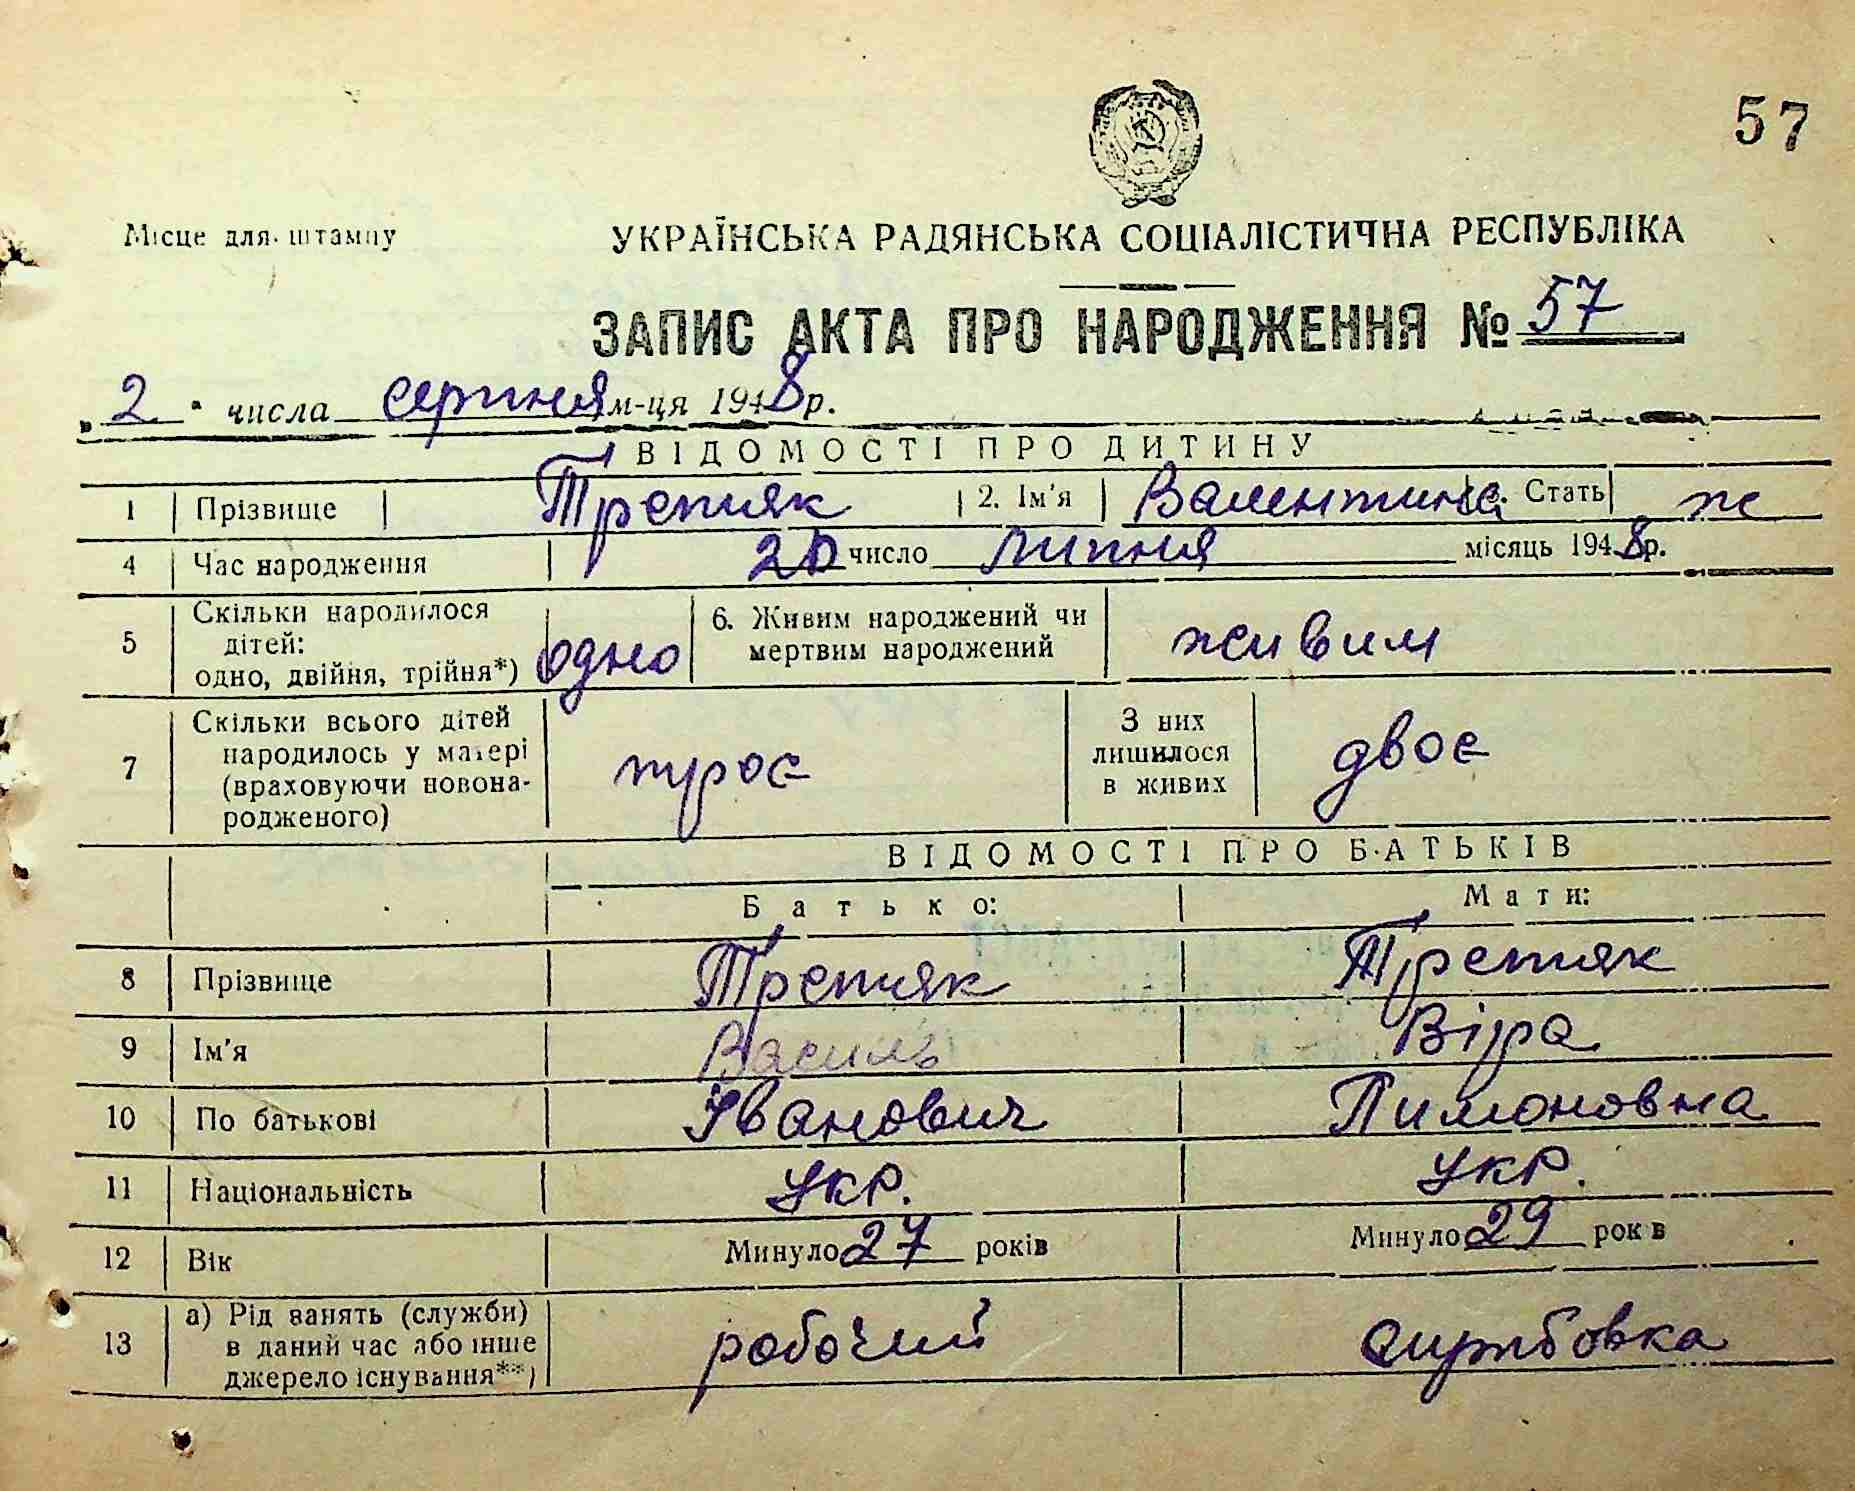 57
Місце для штампу
УКРАЇНСЬКА РАДЯНСЬКА СОЦІАЛІСТИЧНА РЕСПУБЛІКА
ЗАПИС АКТА ПРО НАРОДЖЕННЯ № 57
„2“ числа серпня м-ця 1948 р.
ВІДОМОСТІ ПРО ДИТИНУ
1 Прізвище Третяк 2. Ім'я Валентина 3. Стать ж
4 Час народження число липня місяць 1948 р.
5 Скільки народилося дітей: одно, двійня, трійня*) одно 6. Живим народжений чи мертвим народжений живим
7 Скільки всього дітей народилось у матері (враховуючи новонародженого) троє З них лишилося в живих двоє
ВІДОМОСТІ ПРО БАТЬКІВ
Батько: Мати:
8 Прізвище Третяк Третяк
9 Ім'я Василь Віра
10 По батькові Іванович Пимоновна
11 Національність Укр. Укр.
12 Вік Минуло 27 років Минуло 29 років
13 а) Рід занять (служби) в даний час або інше джерело існування**) робочий